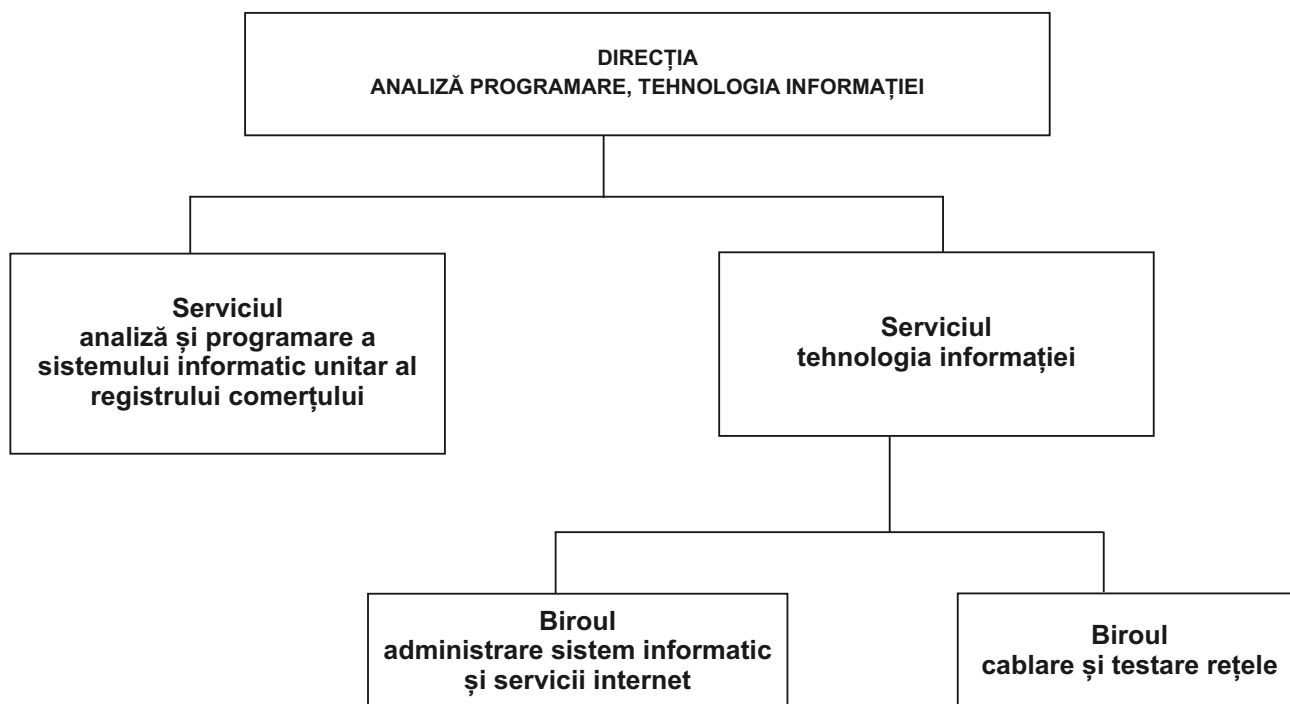 DIRECȚIA
ANALIZĂ PROGRAMARE, TEHNOLOGIA INFORMAȚIEI
Serviciul
analiză și programare a
sistemului informatic unitar al
registrului comerțului
Serviciul
tehnologia informației
Biroul
administrare sistem informatic
și servicii internet
Biroul
cablare și testare rețele